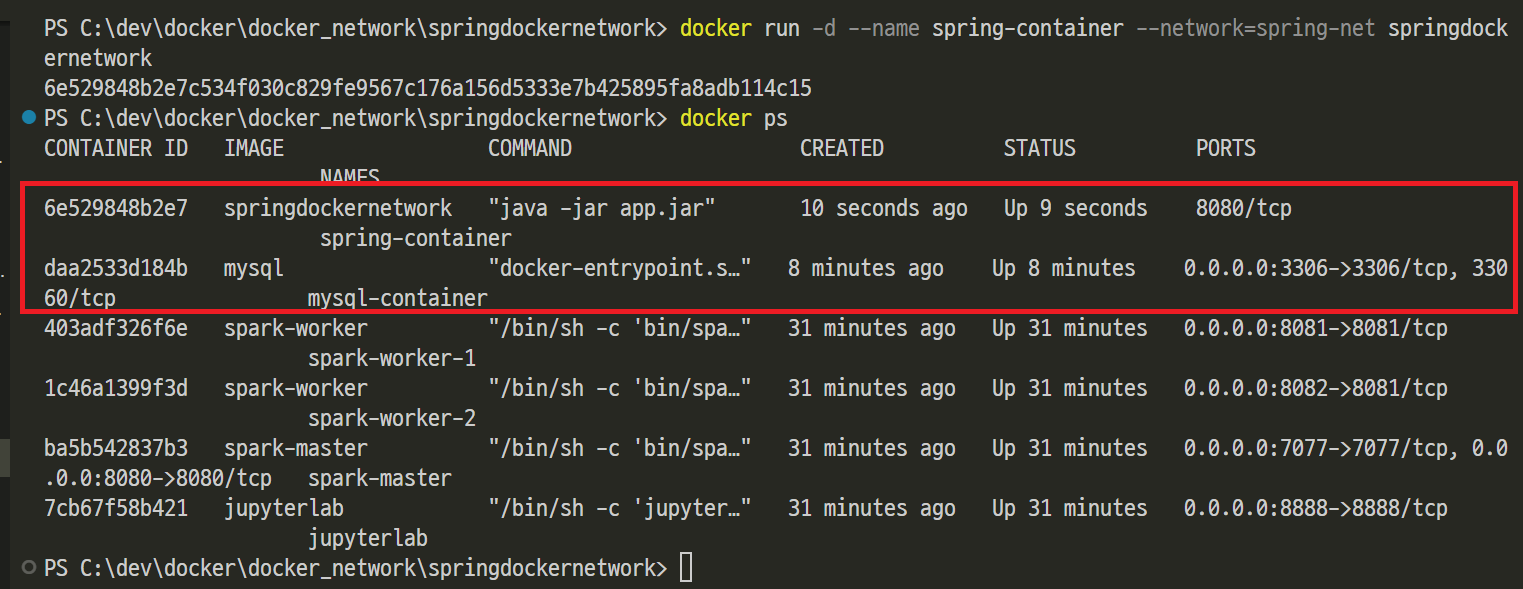 PS C:\dev\docker\docker_network\springdockernetwork> docker run -d --name spring-container --network=spring-net springdock
ernetwork
6e529848b2e7c534f030c829fe9567c176a156d5333e7b425895fa8adb114c15
PS C:\dev\docker\docker_network\springdockernetwork> docker ps
CONTAINER ID   IMAGE                 COMMAND                   CREATED          STATUS          PORTS
                       NAMES
6e529848b2e7   springdockernetwork   "java -jar app.jar"       10 seconds ago   Up 9 seconds    8080/tcp
                       spring-container
daa2533d184b   mysql                 "docker-entrypoint.s…"   8 minutes ago    Up 8 minutes    0.0.0.0:3306->3306/tcp, 330
60/tcp                mysql-container
403adf326f6e   spark-worker          "/bin/sh -c 'bin/spa…"   31 minutes ago   Up 31 minutes   0.0.0.0:8081->8081/tcp
                      spark-worker-1
1c46a1399f3d   spark-worker          "/bin/sh -c 'bin/spa…"   31 minutes ago   Up 31 minutes   0.0.0.0:8082->8081/tcp
                      spark-worker-2
ba5b542837b3   spark-master          "/bin/sh -c 'bin/spa…"   31 minutes ago   Up 31 minutes   0.0.0.0:7077->7077/tcp, 0.0
.0.0:8080->8080/tcp   spark-master
7cb67f58b421   jupyterlab            "/bin/sh -c 'jupyter…"   31 minutes ago   Up 31 minutes   0.0.0.0:8888->8888/tcp
                      jupyterlab
PS C:\dev\docker\docker_network\springdockernetwork>